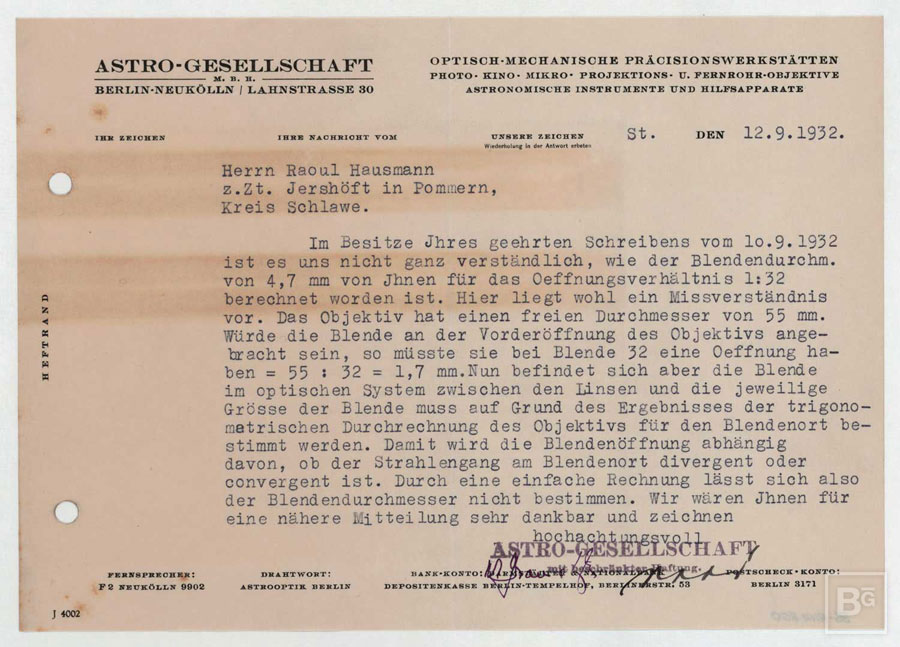 ASTRO-GESELLSCHAFT
M. B. H.
BERLIN-NEUKÖLLN / LAHNSTRASSE 30
OPTISCH-MECHANISCHE PRÄCISIONSWERKSTÄTTEN
PHOTO- KINO- MIKRO- PROJEKTIONS- U. FERNROHR-OBJEKTIVE
ASTRONOMISCHE INSTRUMENTE UND HILFSAPPARATE
IHR ZEICHEN IHRE NACHRICHT VOM UNSERE ZEICHEN St. DEN 12.9.1932.
Wiederholung in der Antwort erbeten
Herrn Raoul Hausmann
z.Zt. Jershöft in Pommern,
Kreis Schlawe.
Im Besitze Jhres geehrten Schreibens vom 10.9.1932
ist es uns nicht ganz verständlich, wie der Blendendurchm.
von 4,7 mm von Jhnen für das Oeffnungsverhältnis 1:32
berechnet worden ist. Hier liegt wohl ein Missverständnis
vor. Das Objektiv hat einen freien Durchmesser von 55 mm.
Würde die Blende an der Vorderöffnung des Objektivs ange-
bracht sein, so müsste sie bei Blende 32 eine Oeffnung ha-
ben = 55 : 32 = 1,7 mm.Nun befindet sich aber die Blende
im optischen System zwischen den Linsen und die jeweilige
Grösse der Blende muss auf Grund des Ergebnisses der trigono-
metrischen Durchrechnung des Objektivs für den Blendenort be-
stimmt werden. Damit wird die Blendenöffnung abhängig
davon, ob der Strahlengang am Blendenort divergent oder
convergent ist. Durch eine einfache Rechnung lässt sich also
der Blendendurchmesser nicht bestimmen. Wir wären Jhnen für
eine nähere Mitteilung sehr dankbar und zeichnen
hochachtungsvoll
ASTRO-GESELLSCHAFT
mit beschränkter Haftung.
HEFTRAND
FERNSPRECHER: DRAHTWORT: BANK-KONTO: POSTSCHECK-KONTO:
F 2 NEUKÖLLN 9902 ASTROOPTIK BERLIN DEPOSITENKASSE BERLIN-TEMPELHOF, BERLINERSTR. 53 BERLIN 3171
J 4002
BG